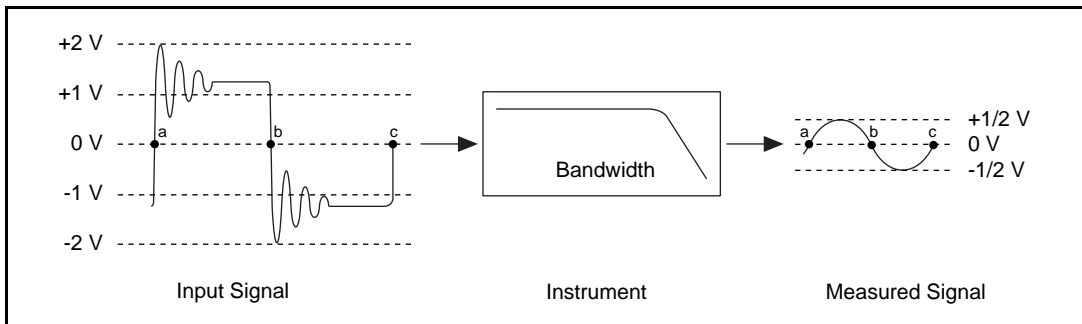 +2 V
+1 V
0 V
-1 V
-2 V
a
b
c
Input Signal
Bandwidth
Instrument
a
b
c
+1/2 V
0 V
-1/2 V
Measured Signal